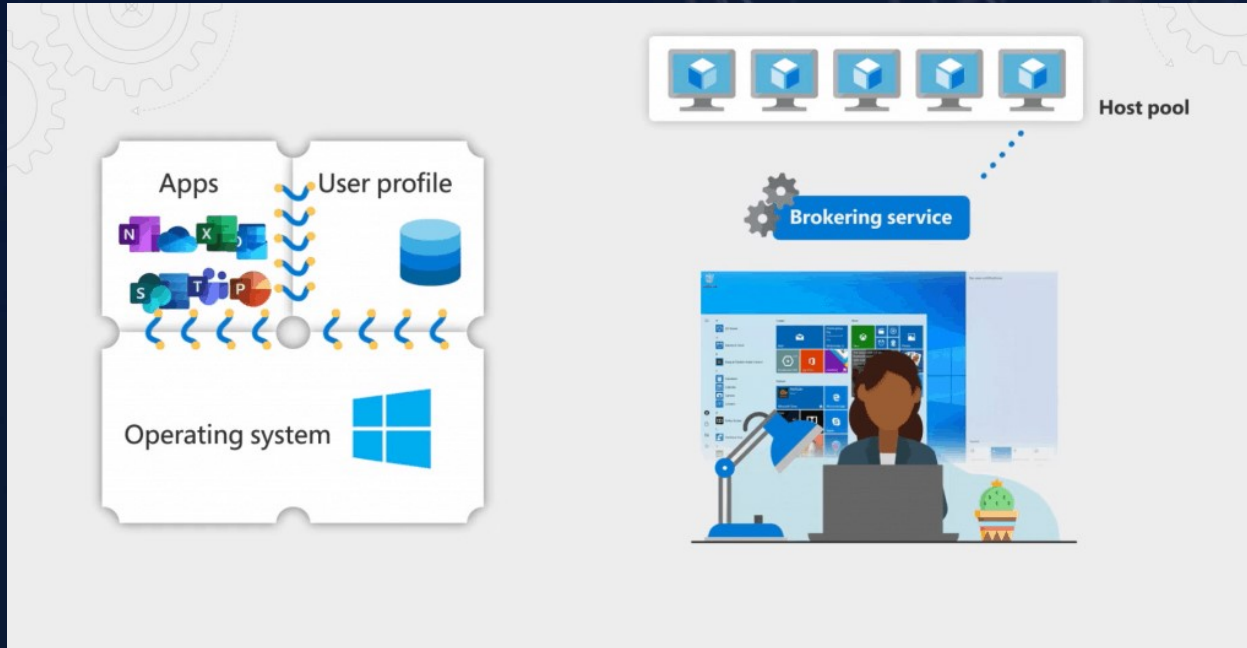 Apps
User profile
N
X
S
T
P
Operating system
Host pool
Brokering service